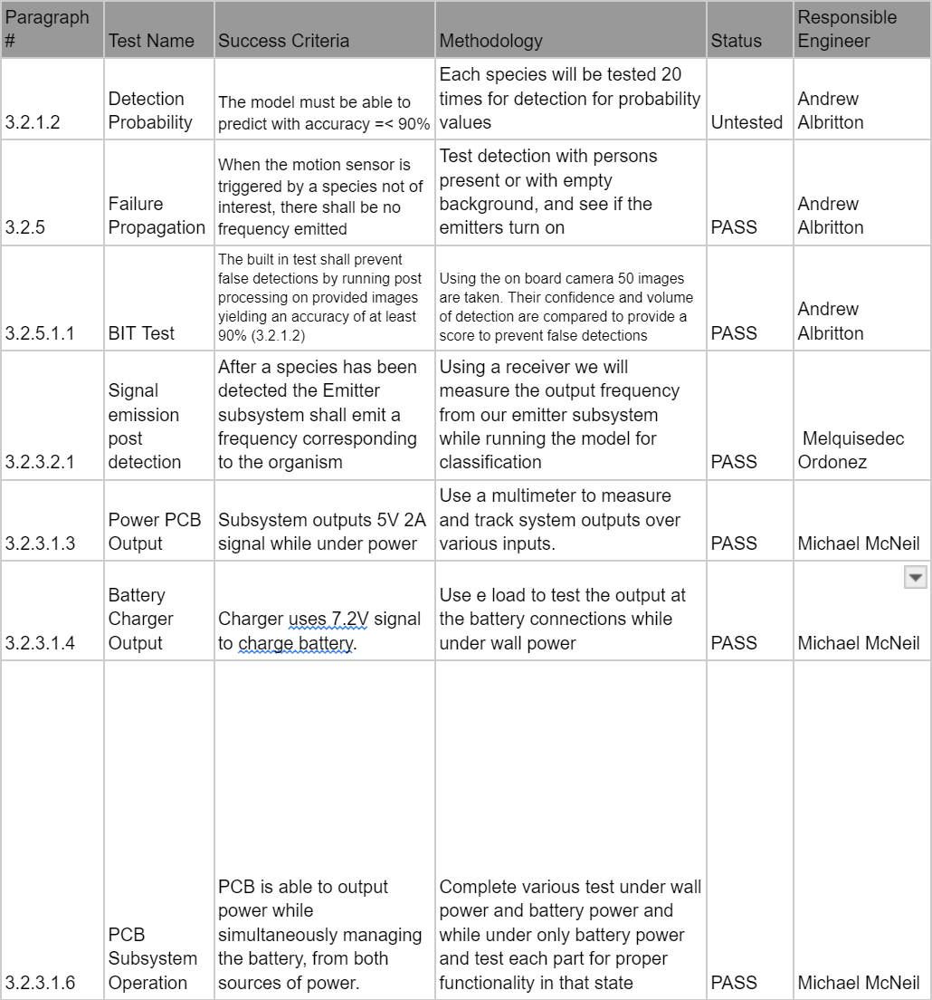 Paragraph
#
Test Name
Success Criteria
Methodology
Status
Responsible
Engineer
3.2.1.2
Detection
Probability
The model must be able to
predict with accuracy =< 90%
Each species will be tested 20
times for detection for probability
values
Untested
Andrew
Albritton
3.2.5
Failure
Propagation
When the motion sensor is
triggered by a species not of
interest, there shall be no
frequency emitted
Test detection with persons
present or with empty
background, and see if the
emitters turn on
PASS
Andrew
Albritton
3.2.5.1.1
BIT Test
The built in test shall prevent
false detections by running post
processing on provided images
yielding an accuracy of at least
90% (3.2.1.2)
Using the on board camera 50 images
are taken. Their confidence and volume
of detection are compared to provide a
score to prevent false detections
PASS
Andrew
Albritton
3.2.3.2.1
Signal
emission
post
detection
After a species has been
detected the Emitter
subsystem shall emit a
frequency corresponding
to the organism
Using a receiver we will
measure the output frequency
from our emitter subsystem
while running the model for
classification
PASS
Melquisedec
Ordonez
3.2.3.1.3
Power PCB
Output
Subsystem outputs 5V 2A
signal while under power
Use a multimeter to measure
and track system outputs over
various inputs.
PASS
Michael McNeil
3.2.3.1.4
Battery
Charger
Output
Charger uses 7.2V signal
to charge battery.
Use e load to test the output at
the battery connections while
under wall power
PASS
Michael McNeil
3.2.3.1.6
PCB
Subsystem
Operation
PCB is able to output
power while
simultaneously managing
the battery, from both
sources of power.
Complete various test under wall
power and battery power and
while under only battery power
and test each part for proper
functionality in that state
PASS
Michael McNeil